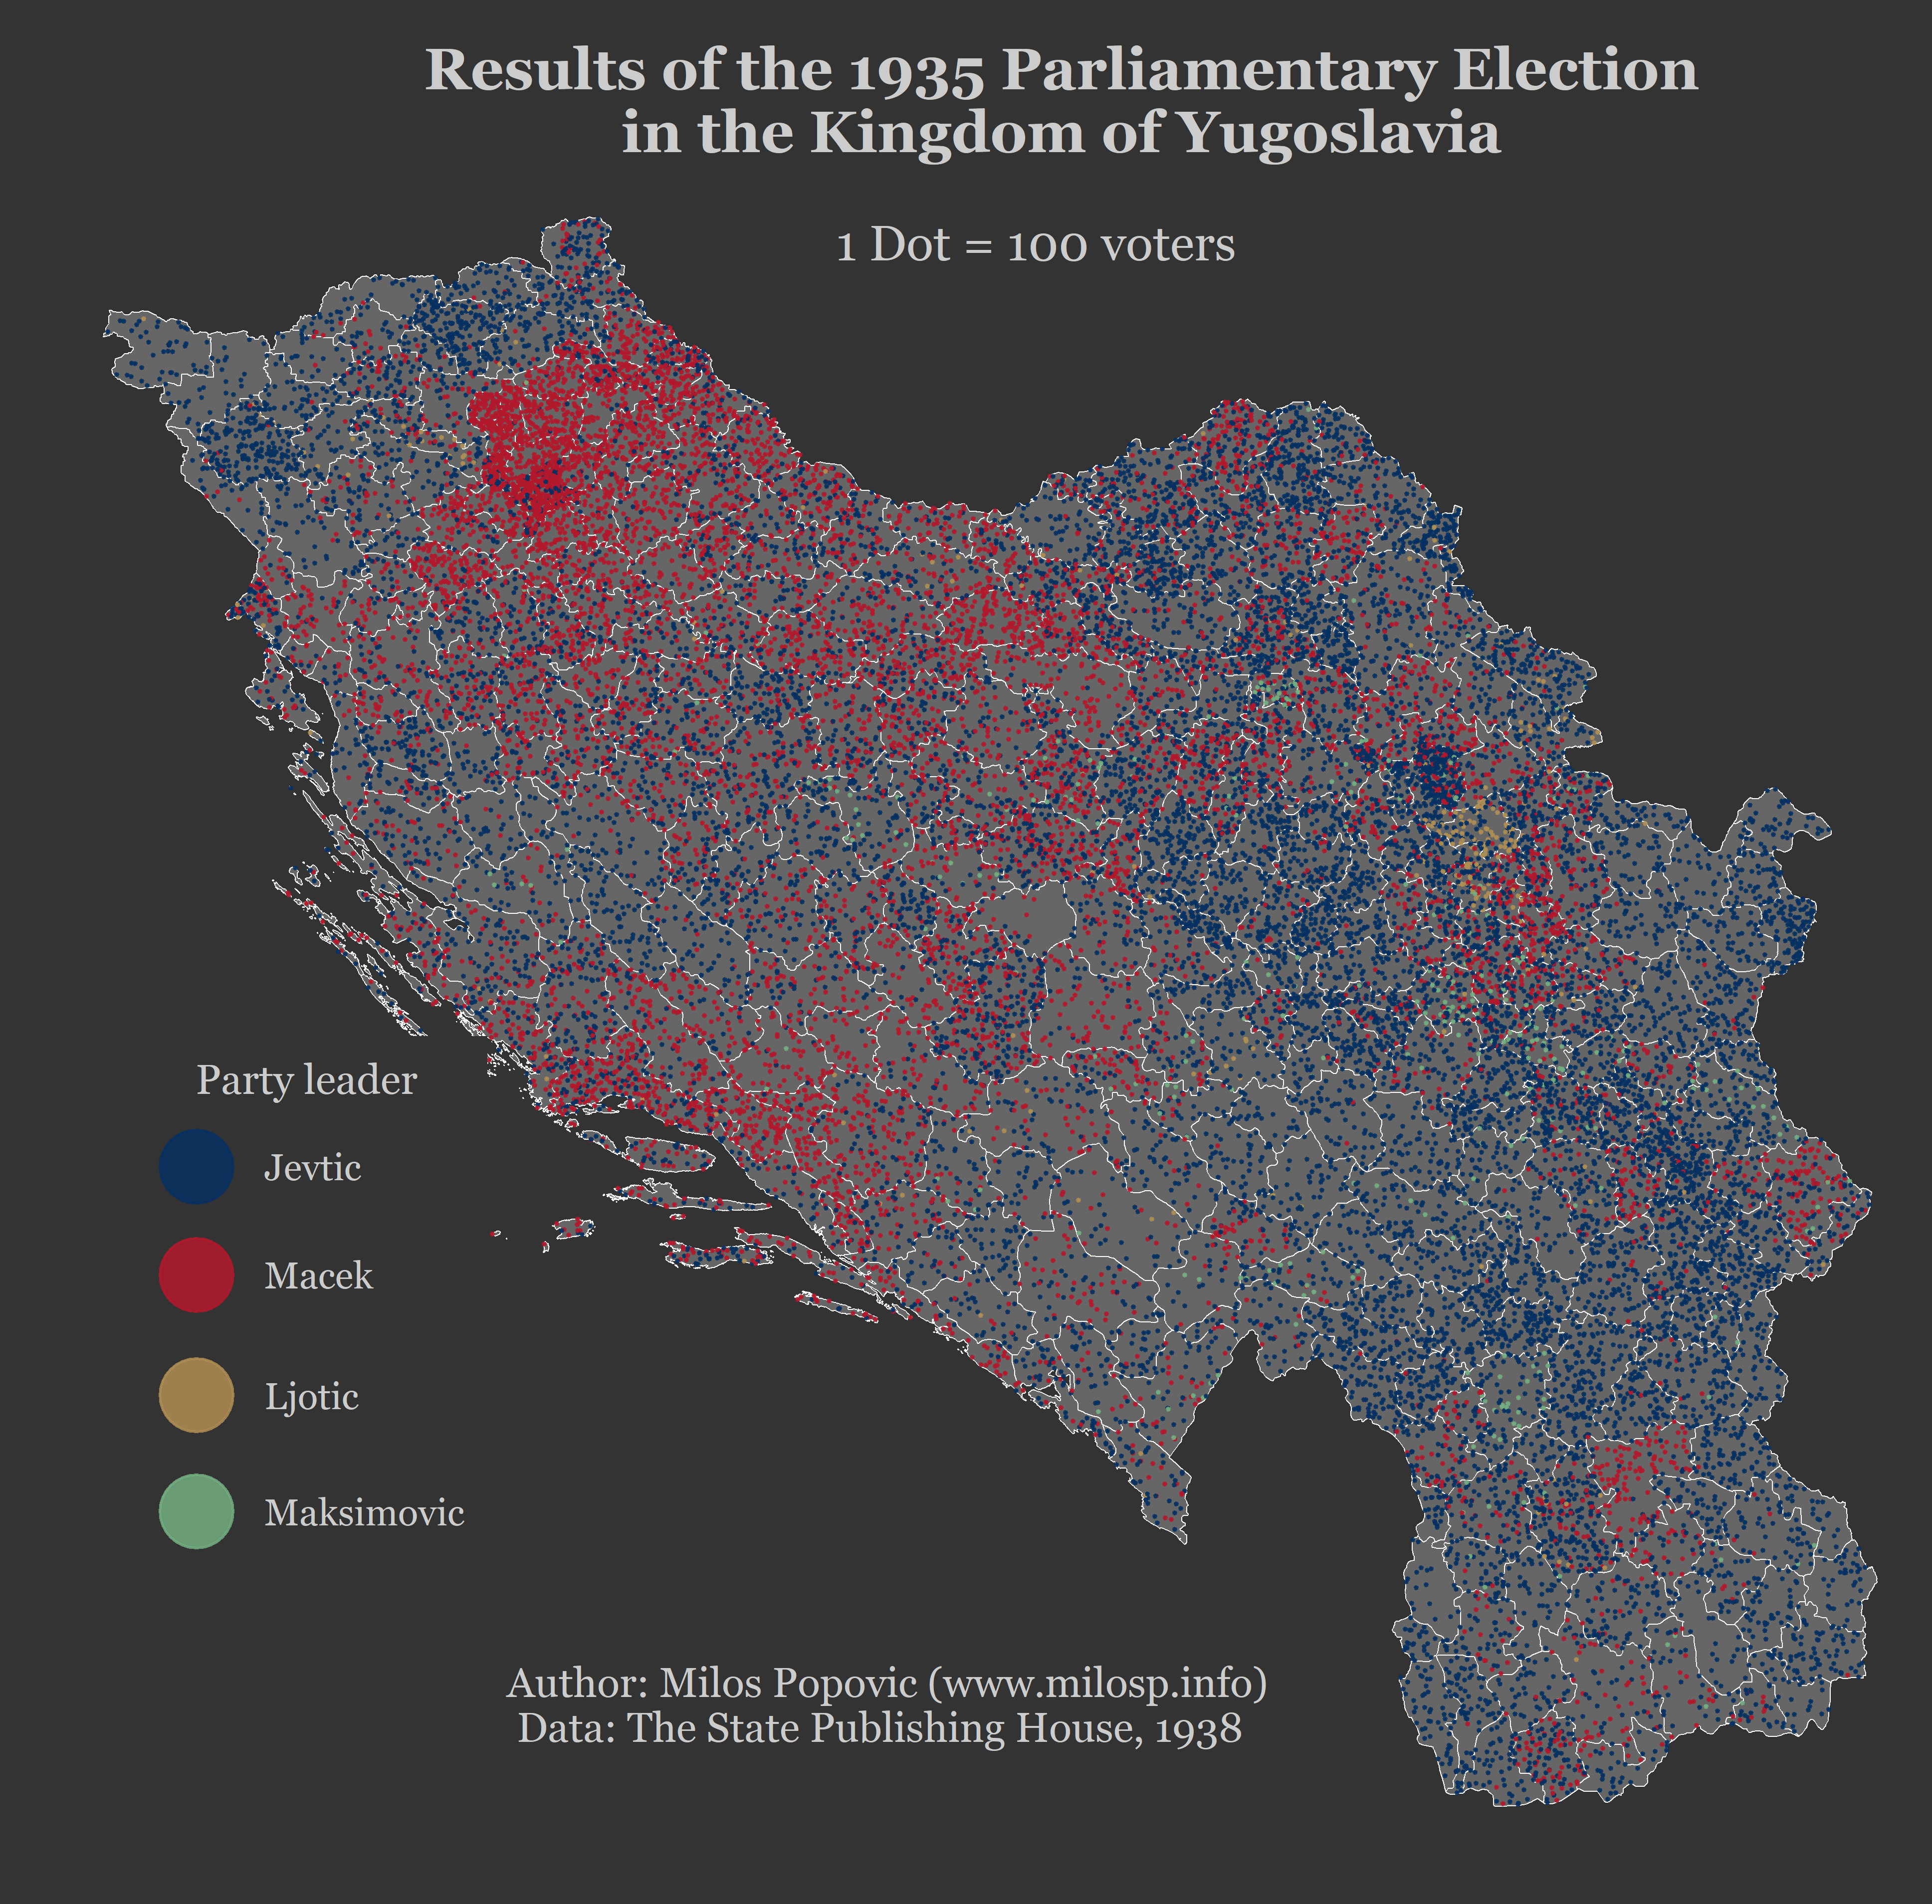 Results of the 1935 Parliamentary Election
in the Kingdom of Yugoslavia
1 Dot = 100 voters
Party leader
Jevtic
Macek
Ljotic
Maksimovic
Author: Milos Popovic (www.milosp.info)
Data: The State Publishing House, 1938